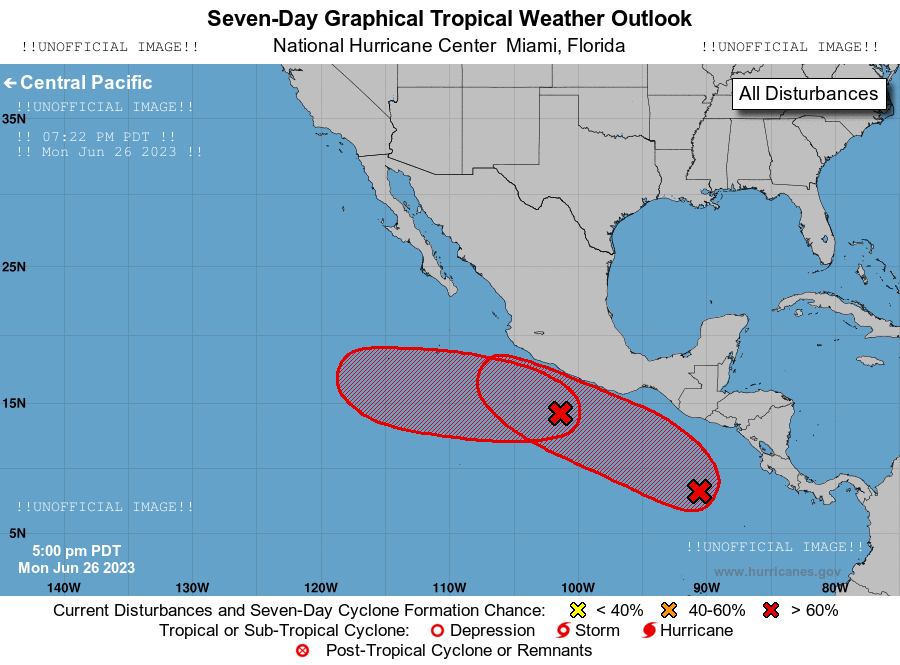 Seven-Day Graphical Tropical Weather Outlook
!!UNOFFICIAL IMAGE!! National Hurricane Center Miami, Florida !!UNOFFICIAL IMAGE!!
← Central Pacific
All Disturbances
!!UNOFFICIAL IMAGE!!
35N
!! 07:22 PM PDT !!
!! Mon Jun 26 2023 !!
25N
15N
!!UNOFFICIAL IMAGE!!
5N
5:00 pm PDT
Mon Jun 26 2023
!!UNOFFICIAL IMAGE!!
www.hurricanes.gov
140W 130W 120W 110W 100W 90W 80W
Current Disturbances and Seven-Day Cyclone Formation Chance: < 40% 40-60% > 60%
Tropical or Sub-Tropical Cyclone: Depression Storm Hurricane
Post-Tropical Cyclone or Remnants